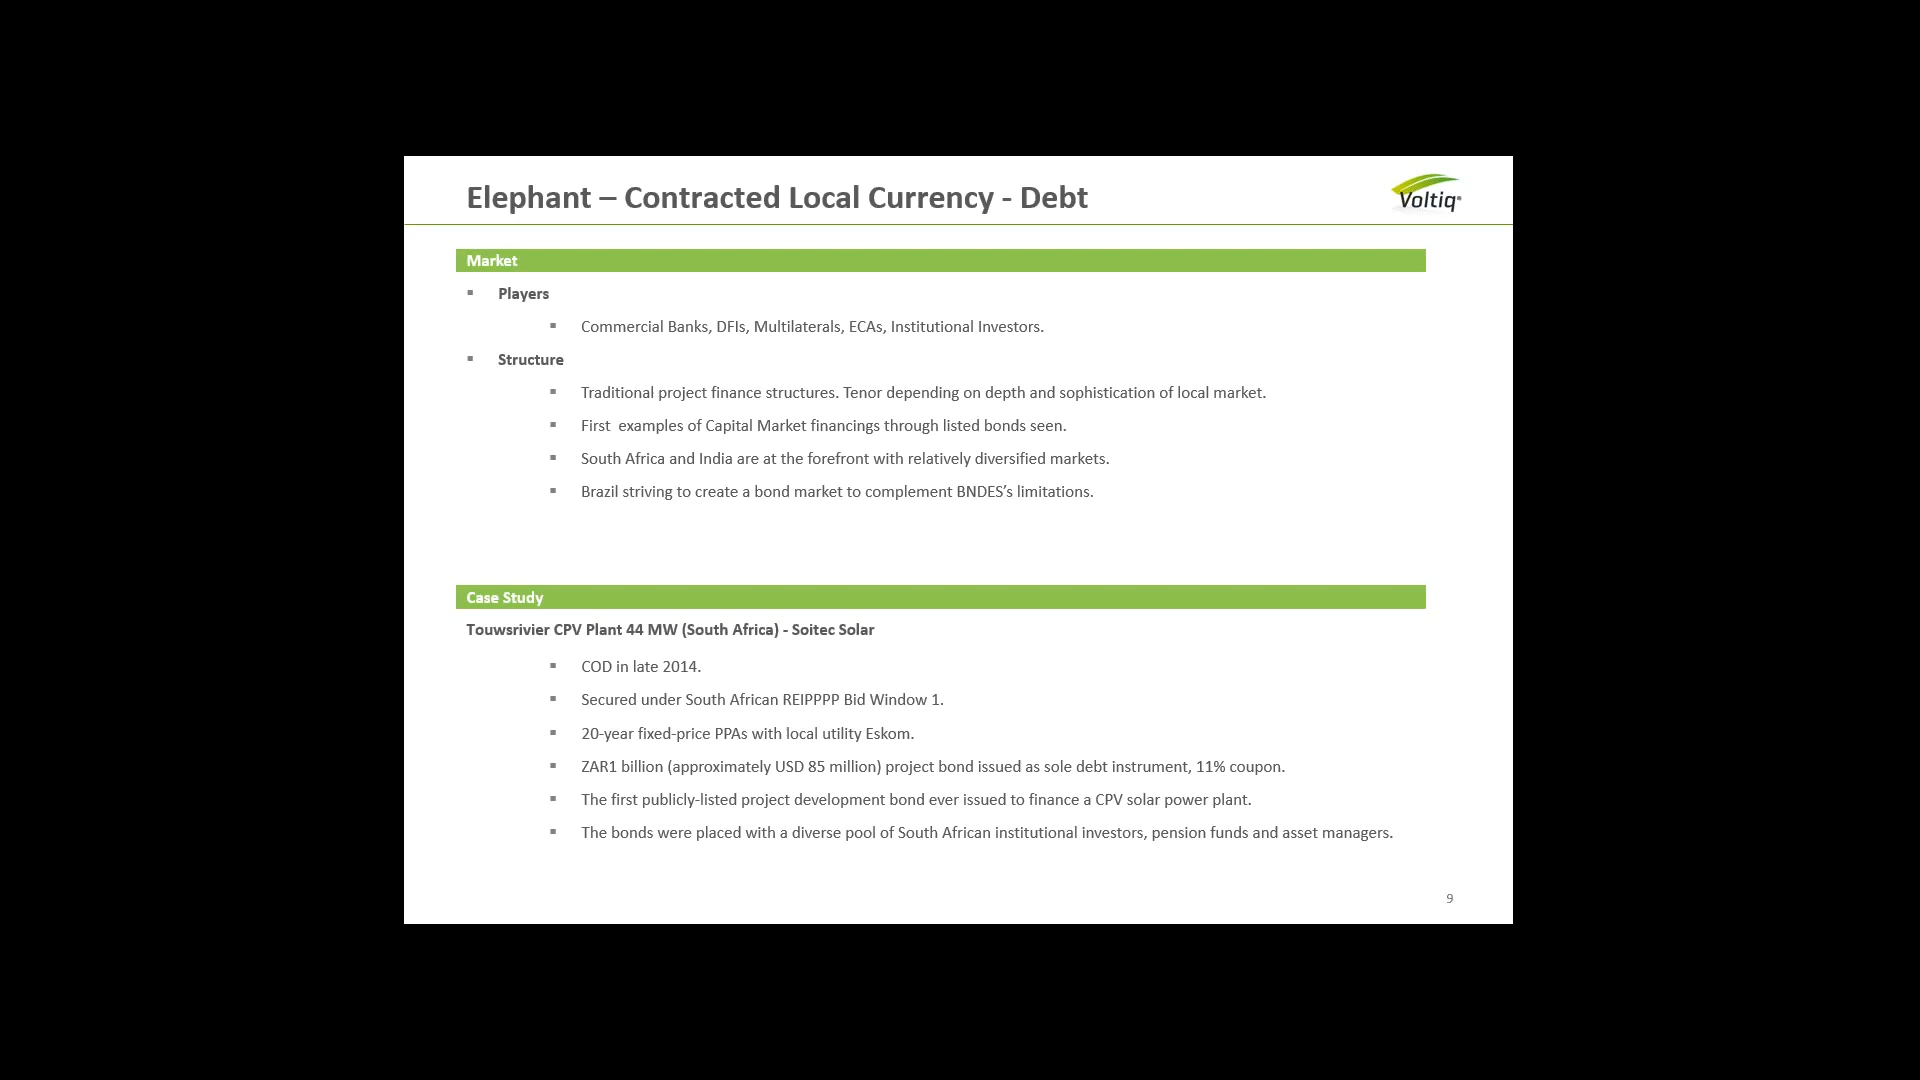 Elephant – Contracted Local Currency - Debt
Voltiq®
Market
▪ Players
▪ Commercial Banks, DFIs, Multilaterals, ECAs, Institutional Investors.
▪ Structure
▪ Traditional project finance structures. Tenor depending on depth and sophistication of local market.
▪ First  examples of Capital Market financings through listed bonds seen.
▪ South Africa and India are at the forefront with relatively diversified markets.
▪ Brazil striving to create a bond market to complement BNDES’s limitations.
Case Study
Touwsrivier CPV Plant 44 MW (South Africa) - Soitec Solar
▪ COD in late 2014.
▪ Secured under South African REIPPPP Bid Window 1.
▪ 20-year fixed-price PPAs with local utility Eskom.
▪ ZAR1 billion (approximately USD 85 million) project bond issued as sole debt instrument, 11% coupon.
▪ The first publicly-listed project development bond ever issued to finance a CPV solar power plant.
▪ The bonds were placed with a diverse pool of South African institutional investors, pension funds and asset managers.
9